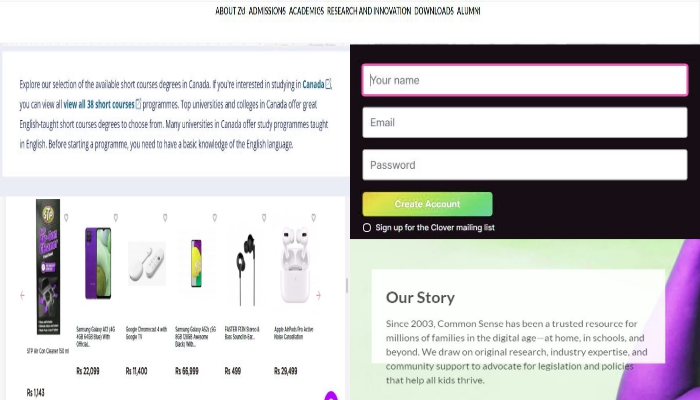 ABOUT ZU ADMISSIONS ACADEMICS RESEARCH AND INNOVATION DOWNLOADS ALUMNI
Explore our selection of the available short courses degrees in Canada. If you're interested in studying in Canada,
you can view all view all 38 short courses programmes. Top universities and colleges in Canada offer great
English-taught short courses degrees to choose from. Many universities in Canada offer study programmes taught
in English. Before starting a programme, you need to have a basic knowledge of the English language.
Your name
Email
Password
Create Account
Sign up for the Clover mailing list
STP
STP Air Con Cleaner 150 ml
Rs 1,143
Samsung Galaxy A12 (4G
4GB 64GB Blue) With
Official...
Rs 22,099
Google Chromecast 4 with
Google TV
Rs 11,400
Samsung Galaxy A52s (5G
8GB 128GB Awesome
Black) With...
Rs 66,999
FASTER F01N Stereo &
Bass Sound In-Ear...
Rs 499
Apple AirPods Pro Active
Noise Cancellation
Rs 29,499
Our Story
Since 2003, Common Sense has been a trusted resource for
millions of families in the digital age—at home, in schools, and
beyond. We draw on original research, industry expertise, and
community support to advocate for legislation and policies
that help all kids thrive.